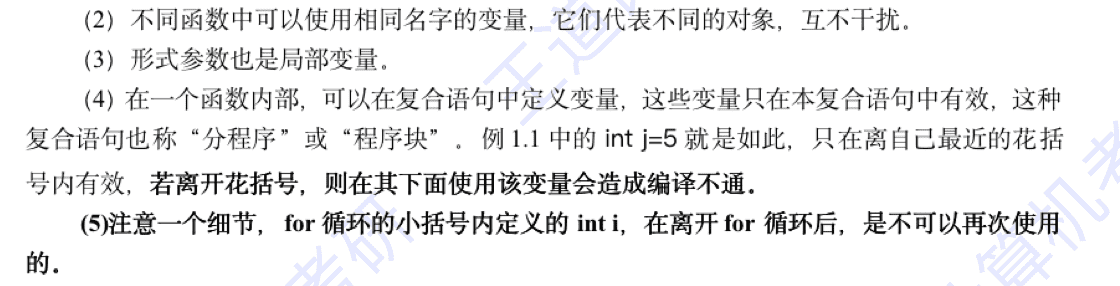 (2) 不同函数中可以使用相同名字的变量，它们代表不同的对象，互不干扰。
(3) 形式参数也是局部变量。
(4) 在一个函数内部，可以在复合语句中定义变量，这些变量只在本复合语句中有效，这种
复合语句也称“分程序”或“程序块”。例 1.1 中的 int j=5 就是如此，只在离自己最近的花括
号内有效，若离开花括号，则在其下面使用该变量会造成编译不通。
(5)注意一个细节，for 循环的小括号内定义的 int i，在离开 for 循环后，是不可以再次使用
的。
王道
考研
计算机考